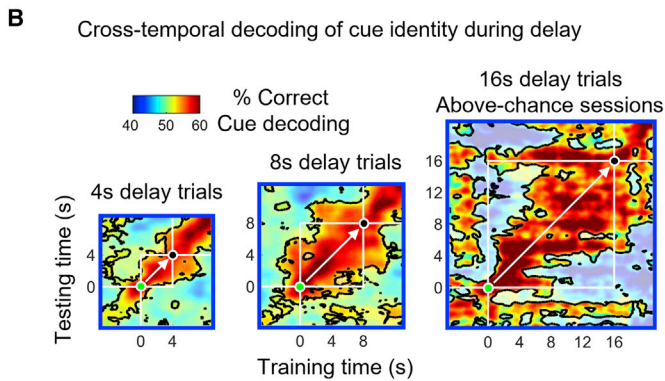 B
Cross-temporal decoding of cue identity during delay
40 50 60
% Correct
Cue decoding
4s delay trials
8s delay trials
16s delay trials
Above-chance sessions
Testing time (s)
4
0
0 4
8
4
0
0 4 8
16
12
8
4
0
0 4 8 12 16
Training time (s)